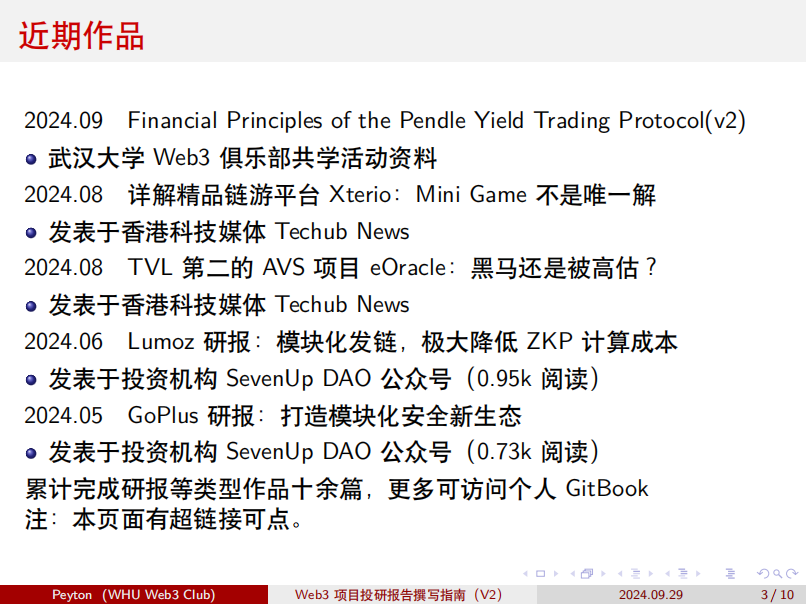 近期作品
2024.09 Financial Principles of the Pendle Yield Trading Protocol(v2)
武汉大学 Web3 俱乐部共学活动资料
2024.08 详解精品链游平台 Xterio：Mini Game 不是唯一解
发表于香港科技媒体 Techub News
2024.08 TVL 第二的 AVS 项目 eOracle：黑马还是被高估？
发表于香港科技媒体 Techub News
2024.06 Lumoz 研报：模块化发链，极大降低 ZKP 计算成本
发表于投资机构 SevenUp DAO 公众号（0.95k 阅读）
2024.05 GoPlus 研报：打造模块化安全新生态
发表于投资机构 SevenUp DAO 公众号（0.73k 阅读）
累计完成研报等类型作品十余篇，更多可访问个人 GitBook
注：本页面有超链接可点。
Peyton （WHU Web3 Club） Web3 项目投研报告撰写指南（V2） 2024.09.29 3 / 10